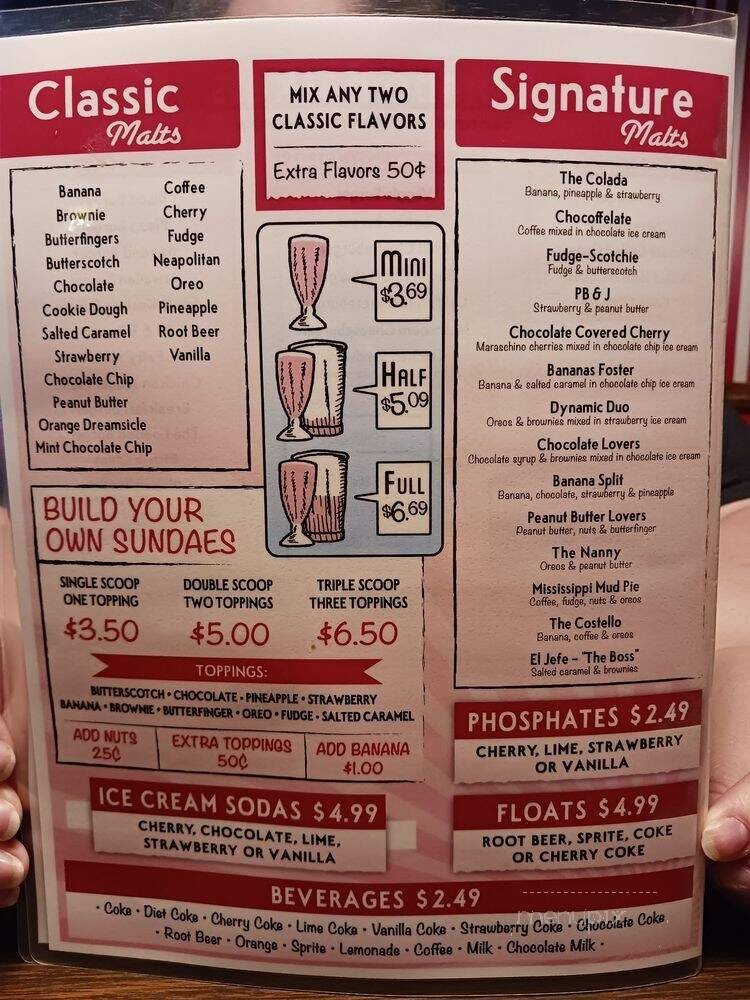 Classic
Malts
Banana
Brownie
Butterfingers
Butterscotch
Chocolate
Cookie Dough
Salted Caramel
Strawberry
Chocolate Chip
Peanut Butter
Orange Dreamsicle
Mint Chocolate Chip
Coffee
Cherry
Fudge
Neapolitan
Oreo
Pineapple
Root Beer
Vanilla
MIX ANY TWO
CLASSIC FLAVORS
Extra Flavors 50¢
MINI
$3.69
HALF
$5.09
FULL
$6.69
Signature
Malts
The Colada
Banana, pineapple & strawberry
Chocoffelate
Coffee mixed in chocolate ice cream
Fudge-Scotchie
Fudge & butterscotch
PB & J
Strawberry & peanut butter
Chocolate Covered Cherry
Maraschino cherries mixed in chocolate chip ice cream
Bananas Foster
Banana & salted caramel in chocolate chip ice cream
Dynamic Duo
Oreos & brownies mixed in strawberry ice cream
Chocolate Lovers
Chocolate syrup & brownies mixed in chocolate ice cream
Banana Split
Banana, chocolate, strawberry & pineapple
Peanut Butter Lovers
Peanut butter, nuts & butterfinger
The Nanny
Oreos & peanut butter
Mississippi Mud Pie
Coffee, fudge, nuts & oreos
The Costello
Banana, coffee & oreos
El Jefe - "The Boss"
Salted caramel & brownies
BUILD YOUR
OWN SUNDAES
SINGLE SCOOP
ONE TOPPING
$3.50
DOUBLE SCOOP
TWO TOPPINGS
$5.00
TRIPLE SCOOP
THREE TOPPINGS
$6.50
TOPPINGS:
BUTTERSCOTCH • CHOCOLATE • PINEAPPLE • STRAWBERRY
BANANA • BROWNIE • BUTTERFINGER • OREO • FUDGE • SALTED CARAMEL
ADD NUTS
25¢
EXTRA TOPPINGS
50¢
ADD BANANA
$1.00
PHOSPHATES $2.49
CHERRY, LIME, STRAWBERRY
OR VANILLA
ICE CREAM SODAS $4.99
CHERRY, CHOCOLATE, LIME,
STRAWBERRY OR VANILLA
FLOATS $4.99
ROOT BEER, SPRITE, COKE
OR CHERRY COKE
BEVERAGES $2.49
• Coke • Diet Coke • Cherry Coke • Lime Coke • Vanilla Coke • Strawberry Coke • Chocolate Coke
• Root Beer • Orange • Sprite • Lemonade • Coffee • Milk • Chocolate Milk •
menupix